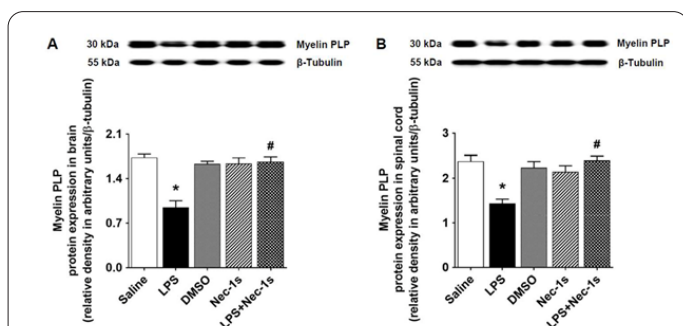 A
30 kDa Myelin PLP
55 kDa β-Tubulin
Myelin PLP
protein expression in brain
(relative density in arbitrary units/β-tubulin)
2.1
1.4
0.7
0.0
*
#
Saline
LPS
DMSO
Nec-1s
LPS+Nec-1s
B
30 kDa Myelin PLP
55 kDa β-Tubulin
Myelin PLP
protein expression in spinal cord
(relative density in arbitrary units/β-tubulin)
3
2
1
0
*
#
Saline
LPS
DMSO
Nec-1s
LPS+Nec-1s